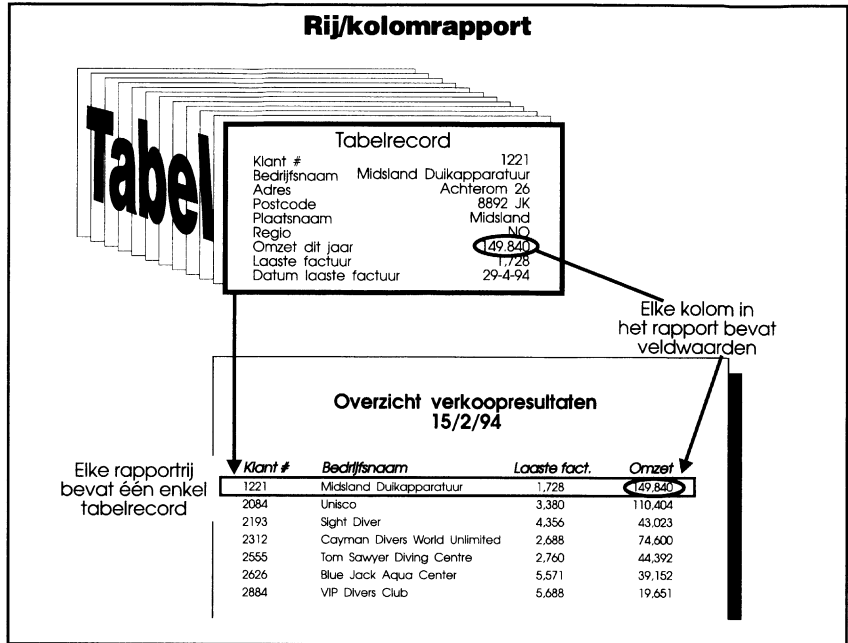 Rij/kolomrapport
Tabel
Tabelrecord
Klant # 1221
Bedrijfsnaam Midsland Duikapparatuur
Adres Achterom 26
Postcode 8892 JK
Plaatsnaam Midsland
Regio NO
Omzet dit jaar 149.840
Laaste factuur 1,728
Datum laaste factuur 29-4-94
Elke kolom in
het rapport bevat
veldwaarden
Overzicht verkoopresultaten
15/2/94
Elke rapportrij
bevat één enkel
tabelrecord
Klant # Bedrijfsnaam Laaste fact. Omzet
1221 Midsland Duikapparatuur 1,728 149,840
2084 Unisco 3,380 110,404
2193 Sight Diver 4,356 43,023
2312 Cayman Divers World Unlimited 2,688 74,600
2555 Tom Sawyer Diving Centre 2,760 44,392
2626 Blue Jack Aqua Center 5,571 39,152
2884 VIP Divers Club 5,688 19,651